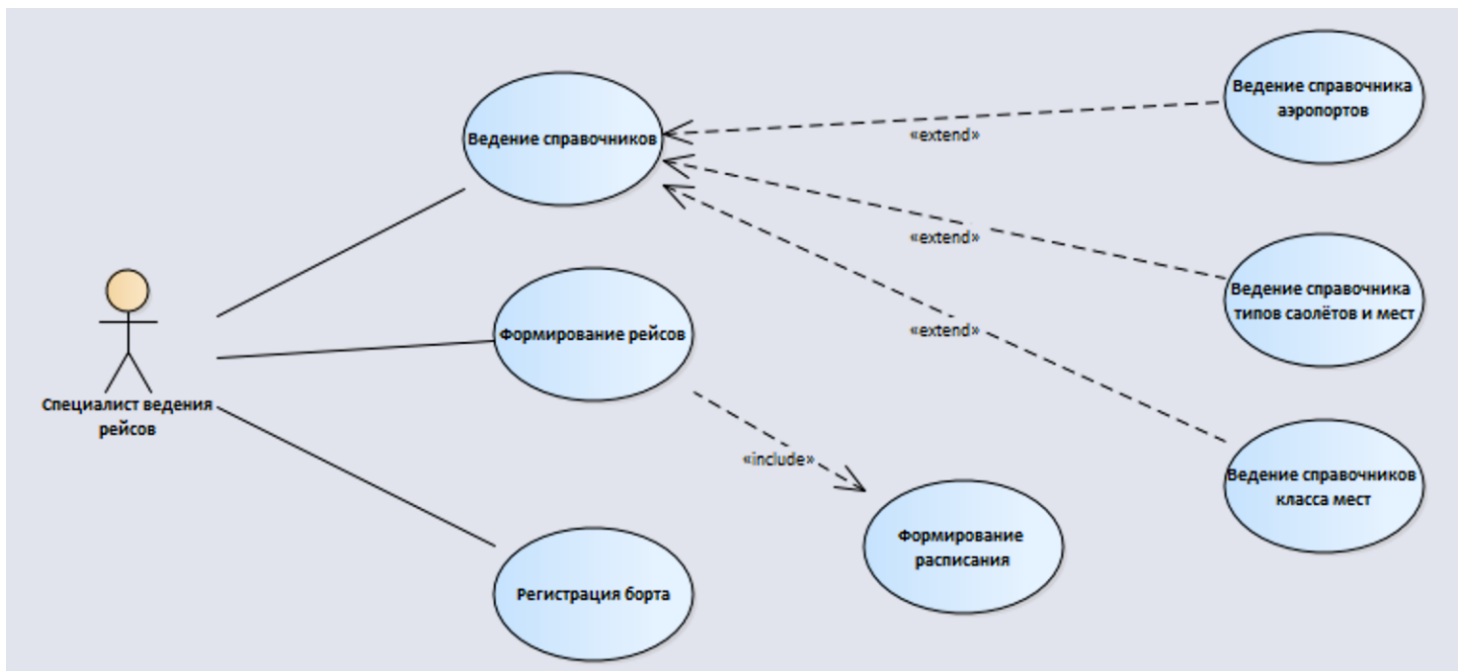 Ведение справочников
«extend»
Ведение справочника
аэропортов
«extend»
Ведение справочника
типов саолётов и мест
«extend»
Ведение справочников
класса мест
Формирование рейсов
Специалист ведения
рейсов
«include»
Формирование
расписания
Регистрация борта